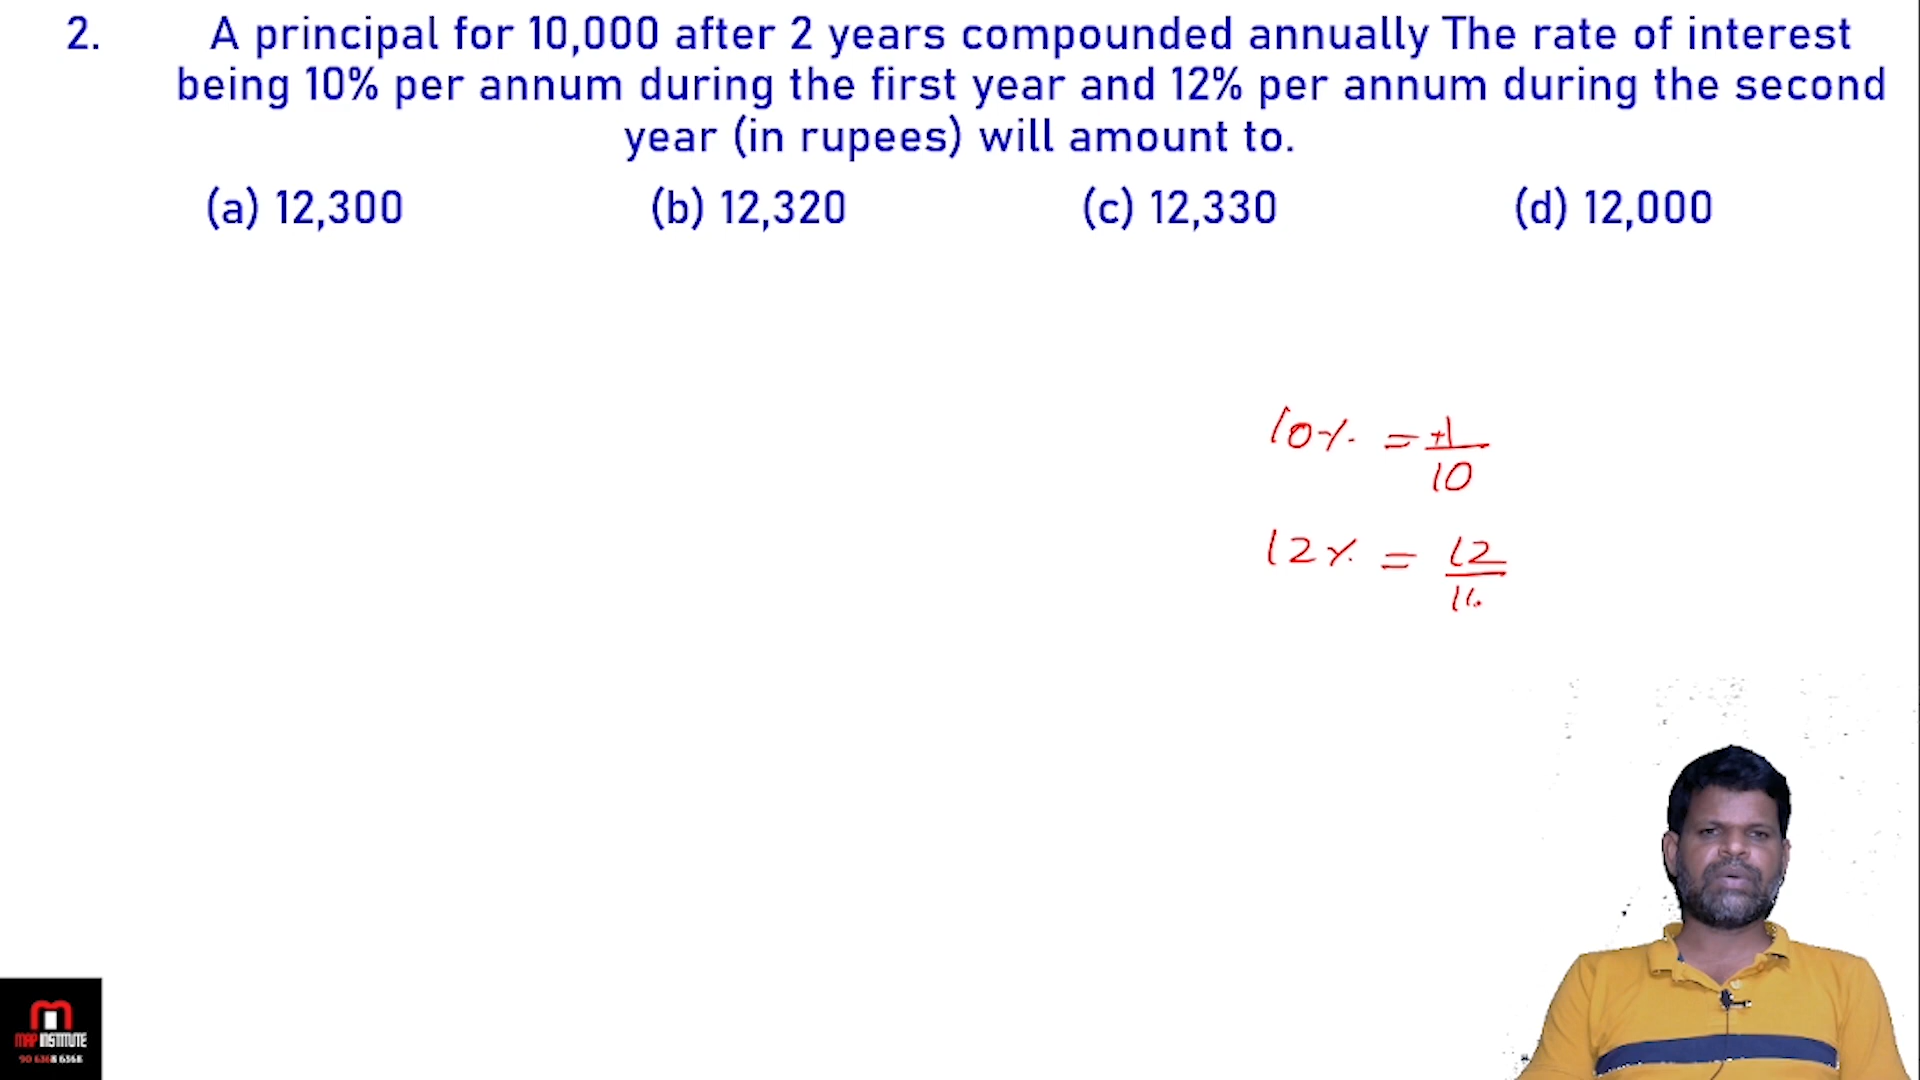 2. A principal for 10,000 after 2 years compounded annually The rate of interest
being 10% per annum during the first year and 12% per annum during the second
year (in rupees) will amount to.
(a) 12,300 (b) 12,320 (c) 12,330 (d) 12,000
10% = +1/10
12% = 12/
MAP INSTITUTE